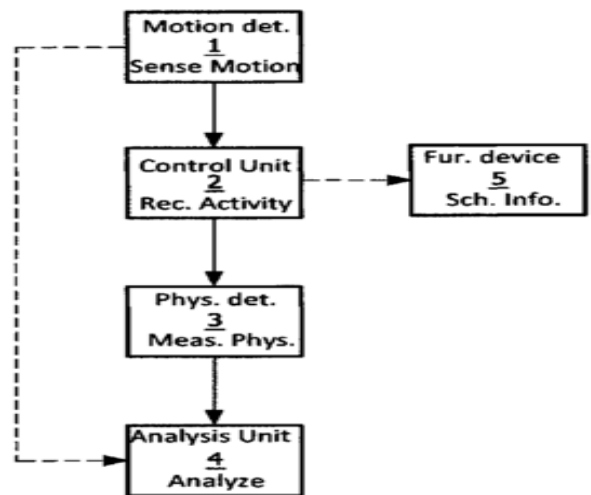 Motion det.
1
Sense Motion
Control Unit
2
Rec. Activity
Fur. device
5
Sch. Info.
Phys. det.
3
Meas. Phys.
Analysis Unit
4
Analyze